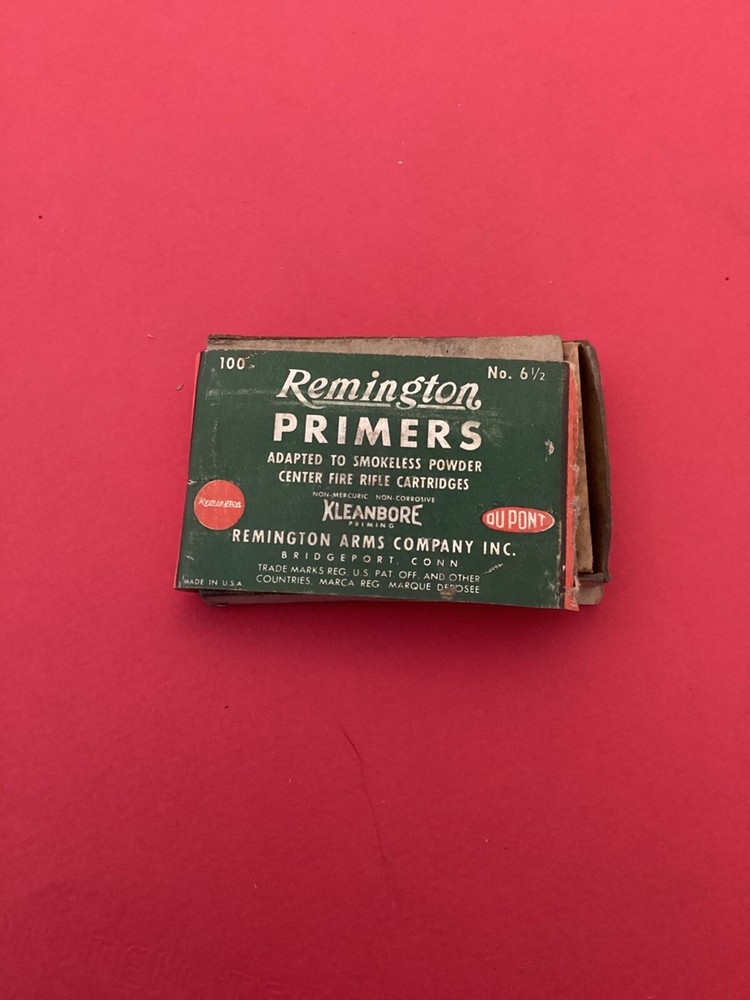 100
No. 6½
Remington
PRIMERS
ADAPTED TO SMOKELESS POWDER
CENTER FIRE RIFLE CARTRIDGES
NON-MERCURIC NON-CORROSIVE
KLEANBORE
PRIMING
Remington
DU PONT
REMINGTON ARMS COMPANY INC.
BRIDGEPORT, CONN
TRADE MARKS REG. U.S. PAT. OFF. AND OTHER
COUNTRIES, MARCA REG. MARQUE DEPOSEE
MADE IN U.S.A.